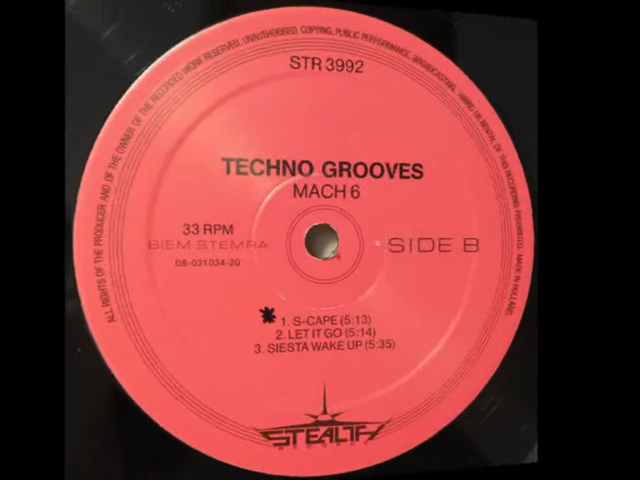 ALL RIGHTS OF THE PRODUCER AND OF THE OWNER OF THE RECORDED WORK RESERVED. UNAUTHORISED COPYING, PUBLIC PERFORMANCE, BROADCASTING, HIRING OR RENTAL OF THIS RECORDING PROHIBITED. MADE IN HOLLAND.
STR 3992
TECHNO GROOVES
MACH 6
33 RPM
BIEM STEMRA
08-031034-20
SIDE B
1. S-CAPE (5:13)
2. LET IT GO (5:14)
3. SIESTA WAKE UP (5:35)
STEALTH
RECORDS